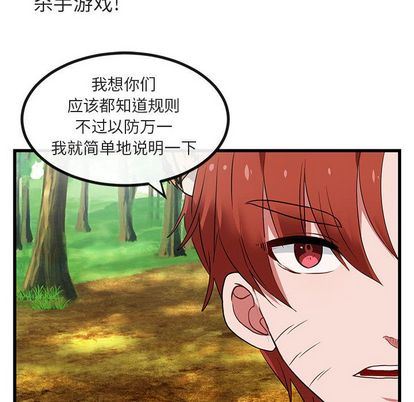 杀手游戏!
我想你们
应该都知道规则
不过以防万一
我就简单地说明一下